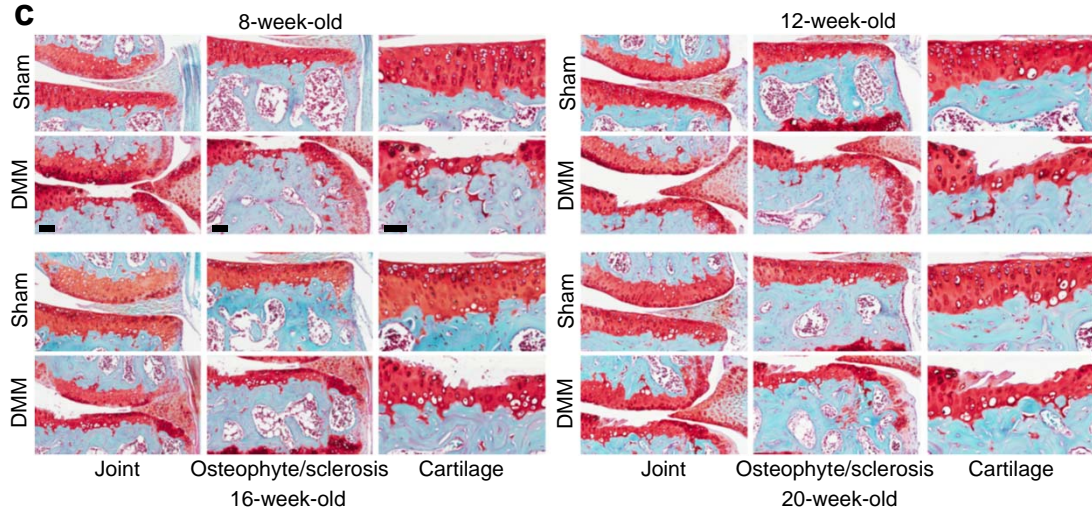 c
8-week-old
12-week-old
Sham
Sham
DMM
DMM
Sham
Sham
DMM
DMM
Joint Osteophyte/sclerosis Cartilage
Joint Osteophyte/sclerosis Cartilage
16-week-old
20-week-old